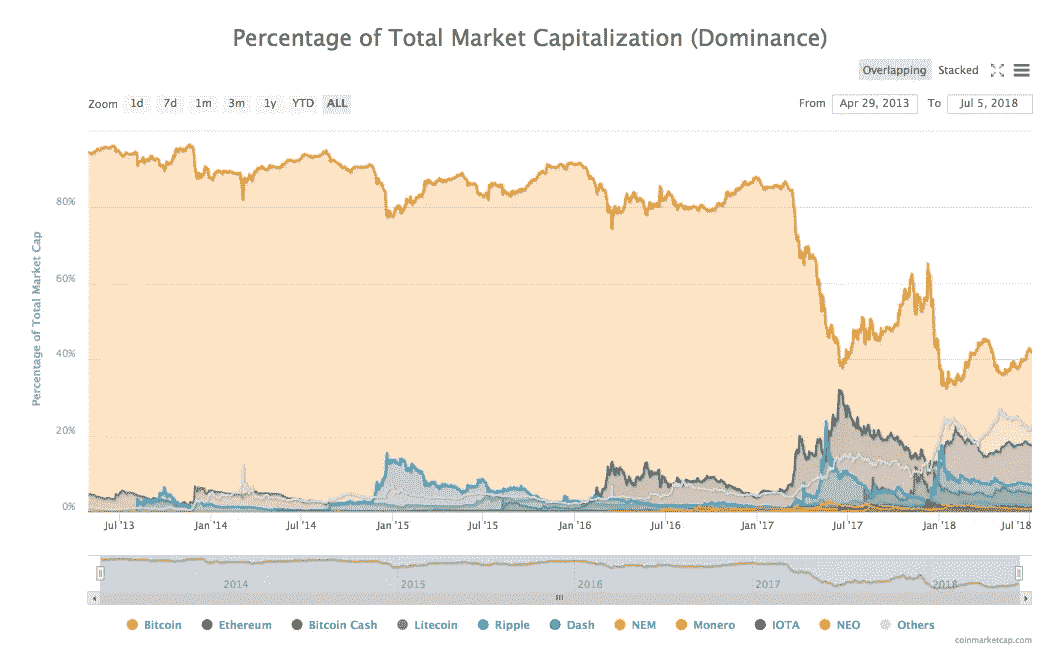 Percentage of Total Market Capitalization (Dominance)
Overlapping Stacked
Zoom 1d 7d 1m 3m 1y YTD ALL From Apr 29, 2013 To Jul 5, 2018
Percentage of Total Market Cap
80%
60%
40%
20%
0%
Jul '13 Jan '14 Jul '14 Jan '15 Jul '15 Jan '16 Jul '16 Jan '17 Jul '17 Jan '18 Jul '18
2014 2015 2016 2017 2018
Bitcoin Ethereum Bitcoin Cash Litecoin Ripple Dash NEM Monero IOTA NEO Others
coinmarketcap.com